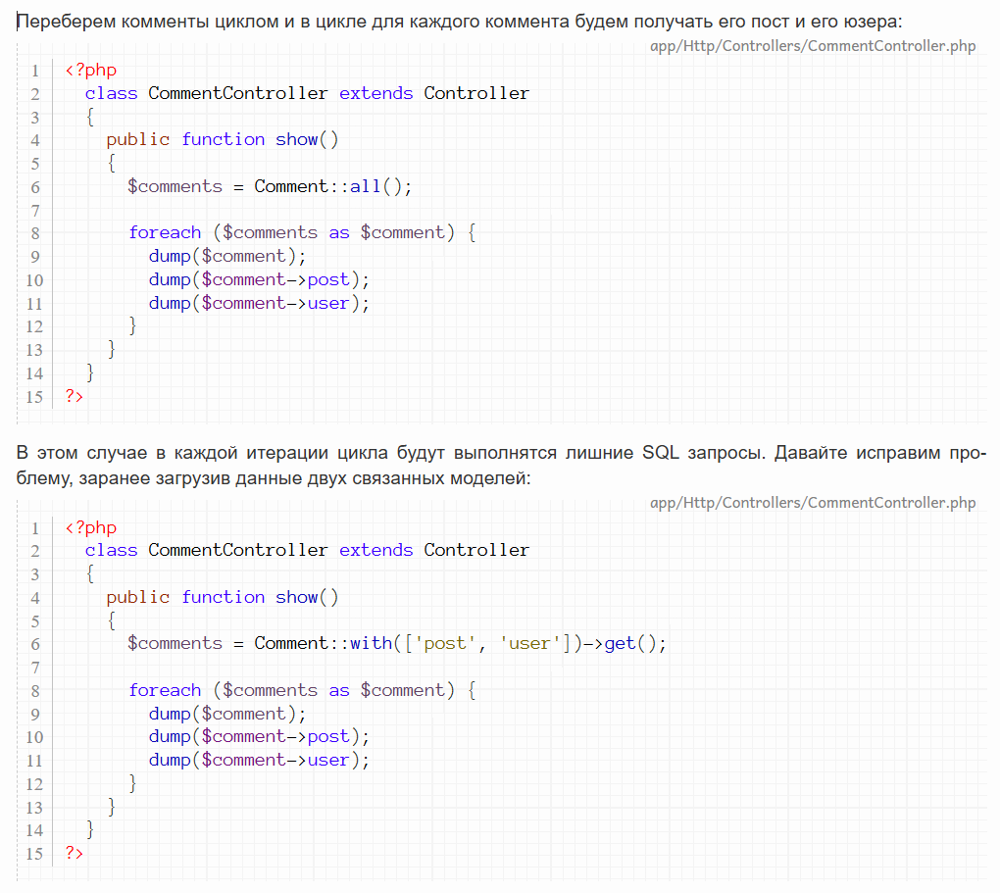 Переберем комменты циклом и в цикле для каждого коммента будем получать его пост и его юзера:
app/Http/Controllers/CommentController.php
1 <?php
2 class CommentController extends Controller
3 {
4 public function show()
5 {
6 $comments = Comment::all();
7
8 foreach ($comments as $comment) {
9 dump($comment);
10 dump($comment->post);
11 dump($comment->user);
12 }
13 }
14 }
15 ?>
В этом случае в каждой итерации цикла будут выполнятся лишние SQL запросы. Давайте исправим про-
блему, заранее загрузив данные двух связанных моделей:
app/Http/Controllers/CommentController.php
1 <?php
2 class CommentController extends Controller
3 {
4 public function show()
5 {
6 $comments = Comment::with(['post', 'user'])->get();
7
8 foreach ($comments as $comment) {
9 dump($comment);
10 dump($comment->post);
11 dump($comment->user);
12 }
13 }
14 }
15 ?>